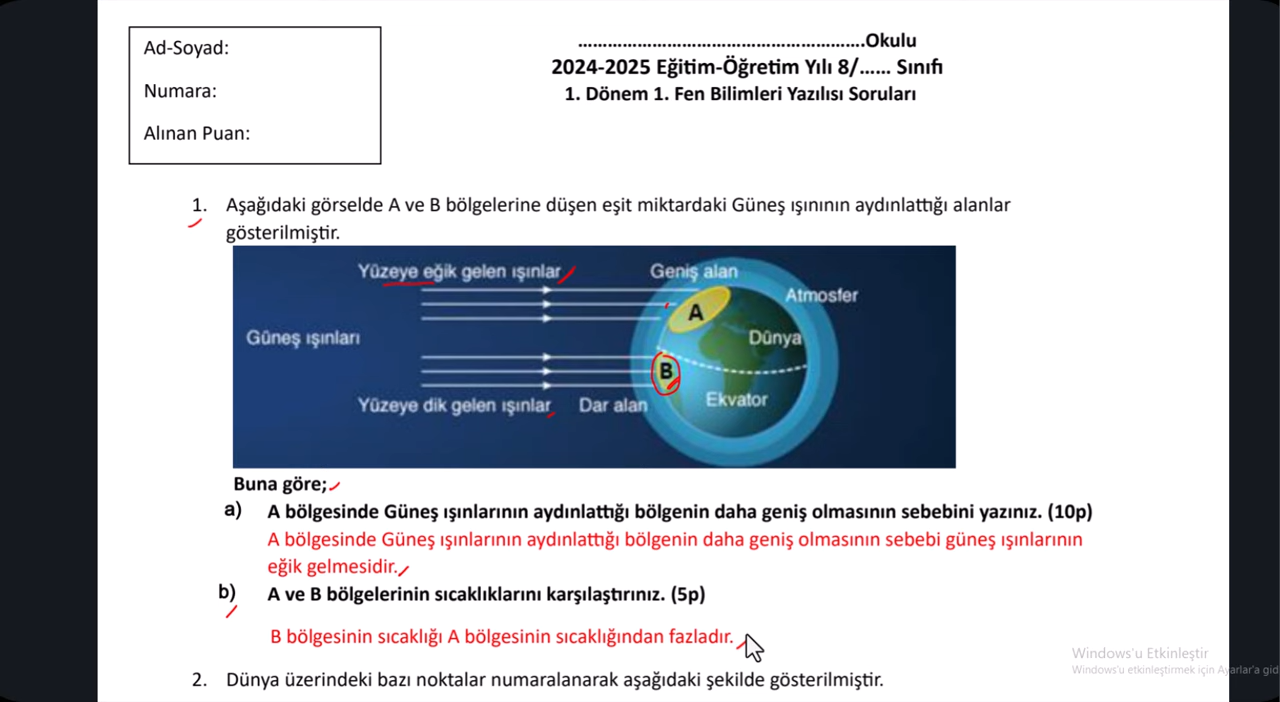 Ad-Soyad:
Numara:
Alınan Puan:
…………………………………………………….Okulu
2024-2025 Eğitim-Öğretim Yılı 8/…… Sınıfı
1. Dönem 1. Fen Bilimleri Yazılısı Soruları
1. Aşağıdaki görselde A ve B bölgelerine düşen eşit miktardaki Güneş ışınının aydınlattığı alanlar
gösterilmiştir.
Yüzeye eğik gelen ışınlar
Geniş alan
Atmosfer
A
Güneş ışınları
Dünya
B
Yüzeye dik gelen ışınlar
Dar alan
Ekvator
Buna göre;
a) A bölgesinde Güneş ışınlarının aydınlattığı bölgenin daha geniş olmasının sebebini yazınız. (10p)
A bölgesinde Güneş ışınlarının aydınlattığı bölgenin daha geniş olmasının sebebi güneş ışınlarının
eğik gelmesidir.
b) A ve B bölgelerinin sıcaklıklarını karşılaştırınız. (5p)
B bölgesinin sıcaklığı A bölgesinin sıcaklığından fazladır.
Windows'u Etkinleştir
Windows'u etkinleştirmek için Ayarlar'a gid
2. Dünya üzerindeki bazı noktalar numaralanarak aşağıdaki şekilde gösterilmiştir.